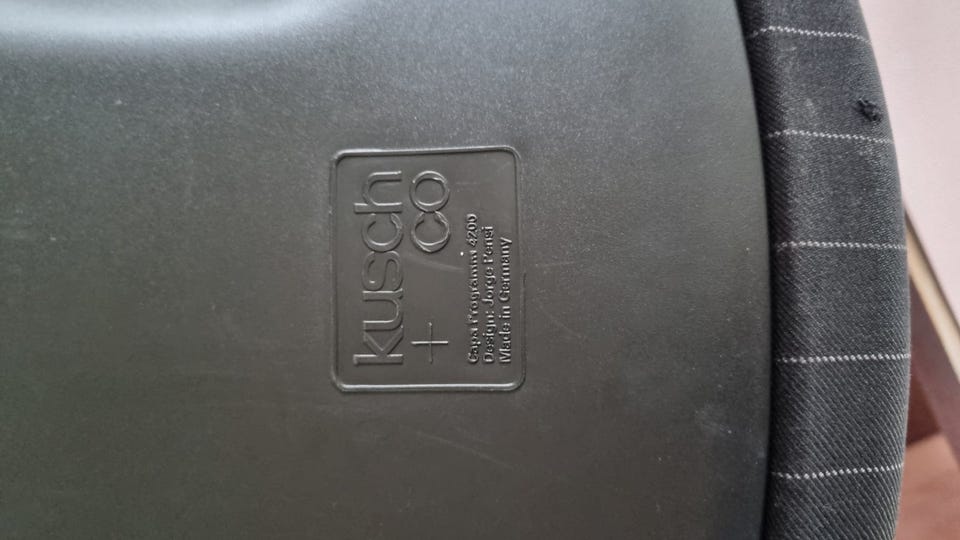 kusch
+ co
Capa Programm 4200
Design: Jorge Pensi
Made in Germany